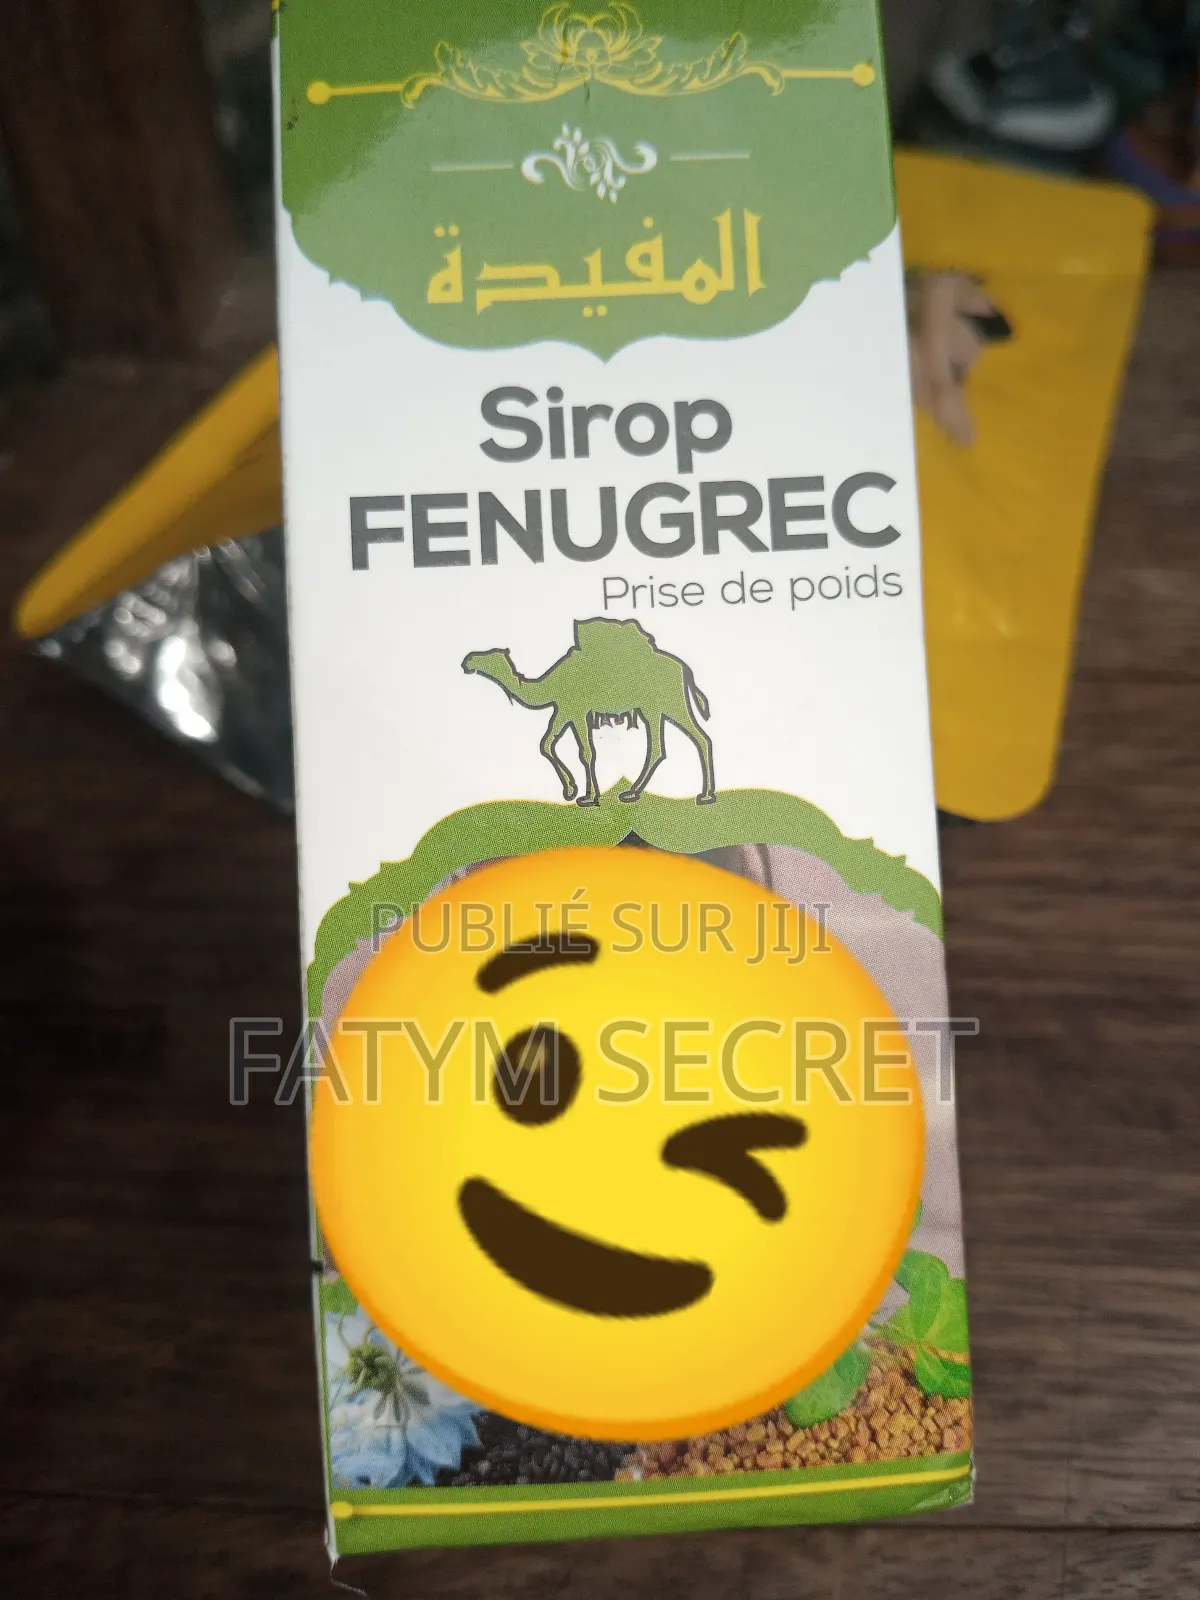 المفيدة
Sirop
FENUGREC
Prise de poids
PUBLIÉ SUR JIJI
FATYM SECRET